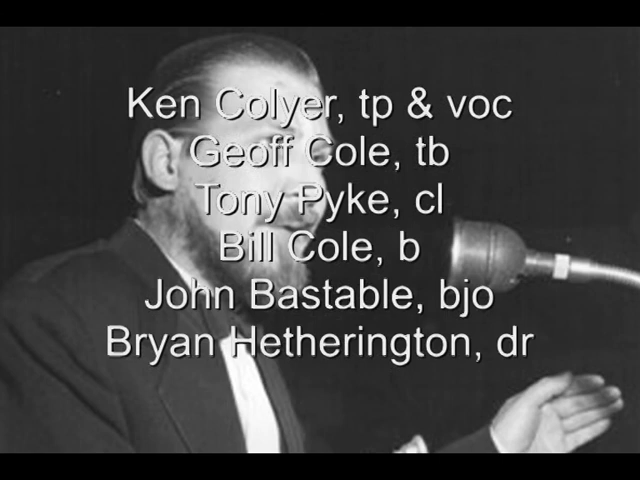 Ken Colyer, tp & voc
Geoff Cole, tb
Tony Pyke, cl
Bill Cole, b
John Bastable, bjo
Bryan Hetherington, dr